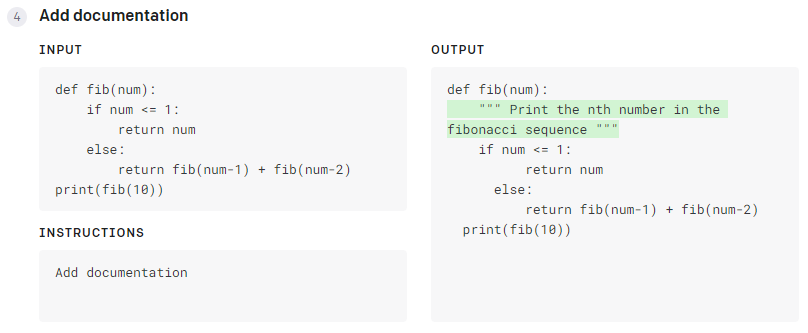 4 Add documentation
INPUT
def fib(num):
    if num <= 1:
        return num
    else:
        return fib(num-1) + fib(num-2)
print(fib(10))
INSTRUCTIONS
Add documentation
OUTPUT
def fib(num):
    """ Print the nth number in the
fibonacci sequence """
    if num <= 1:
          return num
      else:
          return fib(num-1) + fib(num-2)
  print(fib(10))